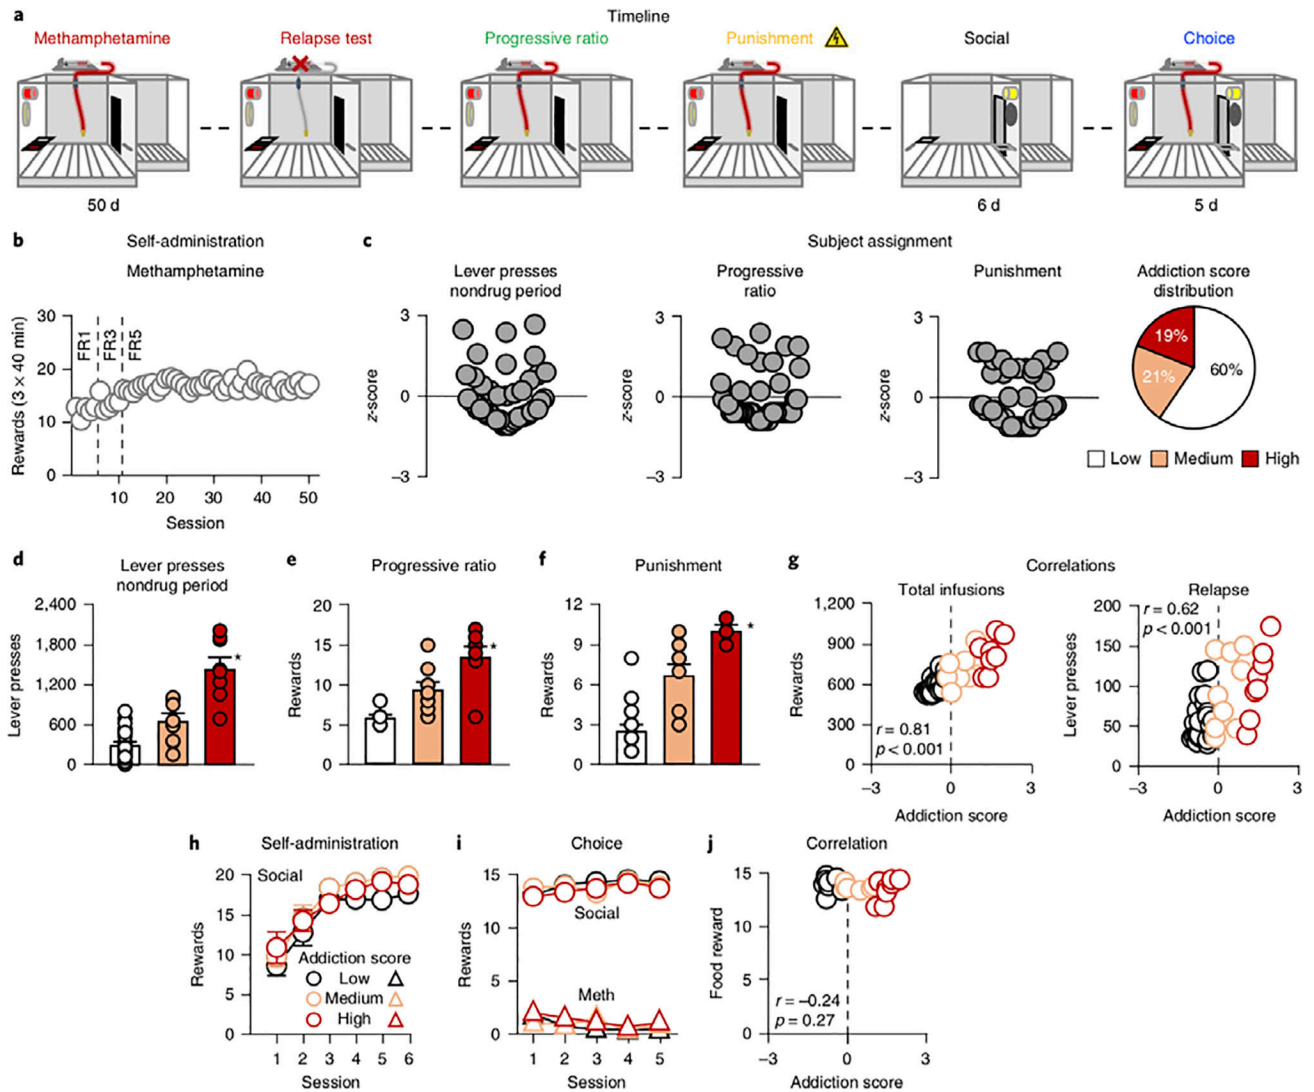 a
Timeline
Methamphetamine
Relapse test
Progressive ratio
Punishment
Social
Choice
50 d
6 d
5 d
b
Self-administration
Methamphetamine
Rewards (3 × 40 min)
30
20
10
0
FR1
FR3
FR5
10 20 30 40 50
Session
c
Subject assignment
Lever presses
nondrug period
z-score
3
0
−3
Progressive
ratio
z-score
3
0
−3
Punishment
z-score
3
0
−3
Addiction score
distribution
19%
21%
60%
Low Medium High
d
Lever presses
nondrug period
Lever presses
2,400
1,800
1,200
600
0
*
e
Progressive ratio
Rewards
20
15
10
5
0
*
f
Punishment
Rewards
12
9
6
3
0
*
g
Correlations
Total infusions
Rewards
1,200
900
600
300
0
r = 0.81
p < 0.001
−3 0 3
Addiction score
Relapse
Lever presses
200
150
100
50
0
r = 0.62
p < 0.001
−3 0 3
Addiction score
h
Self-administration
Social
Rewards
20
15
10
5
0
Addiction score
Low
Medium
High
1 2 3 4 5 6
Session
i
Choice
Rewards
15
10
5
0
Social
Meth
1 2 3 4 5
Session
j
Correlation
Food reward
15
10
5
0
r = −0.24
p = 0.27
−3 0 3
Addiction score